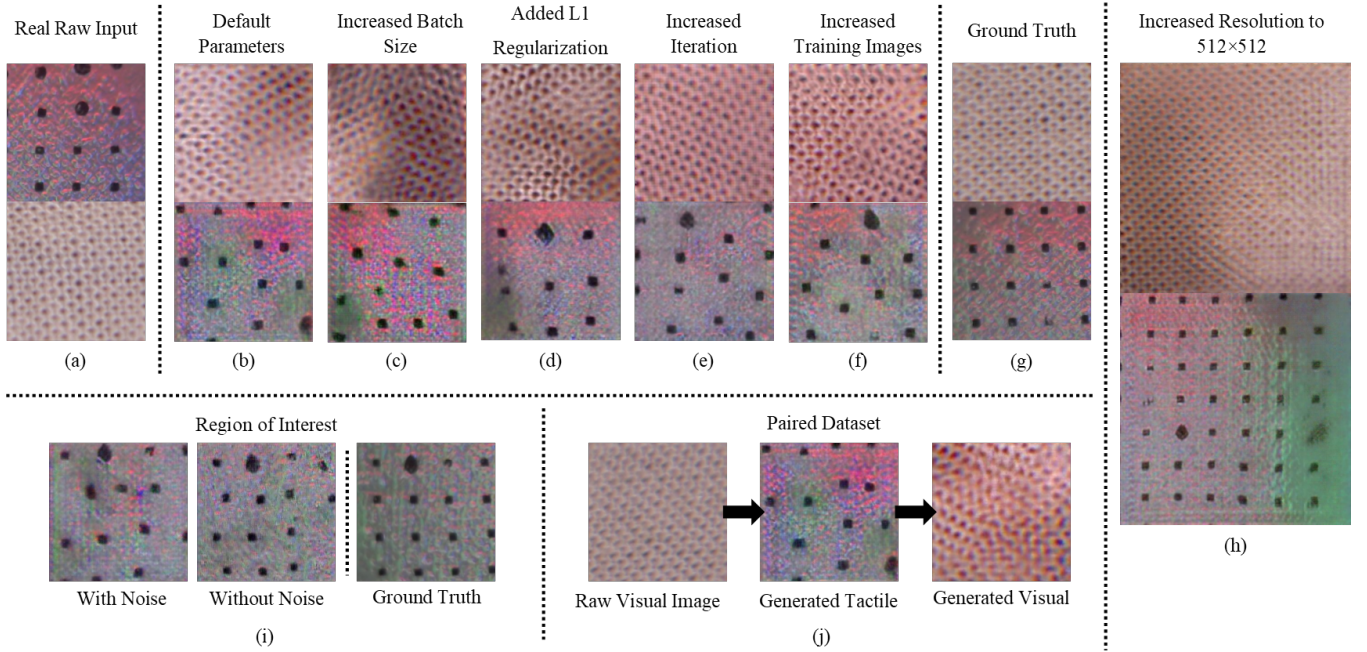 Real Raw Input
Default
Parameters
Increased Batch
Size
Added L1
Regularization
Increased
Iteration
Increased
Training Images
Ground Truth
Increased Resolution to
512×512
(a)
(b)
(c)
(d)
(e)
(f)
(g)
(h)
Region of Interest
With Noise
Without Noise
Ground Truth
(i)
Paired Dataset
Raw Visual Image
Generated Tactile
Generated Visual
(j)